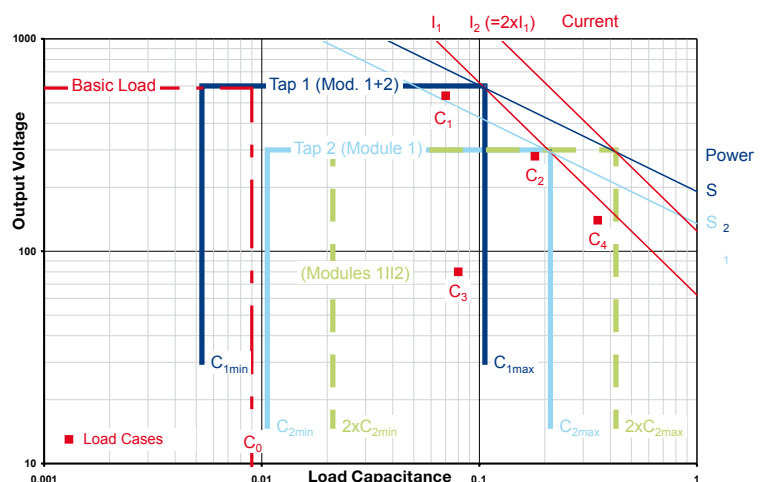 I1 I2 (=2xI1) Current
1000
Basic Load
Tap 1 (Mod. 1+2)
C1
Tap 2 (Module 1)
C2
Power
S
S 2
1
Output Voltage
C4
100
(Modules 1II2)
C3
C1min
C1max
C2min
2xC2min
C2max
2xC2max
Load Cases
C0
10
0.001
0.01
Load Capacitance
0.1
1